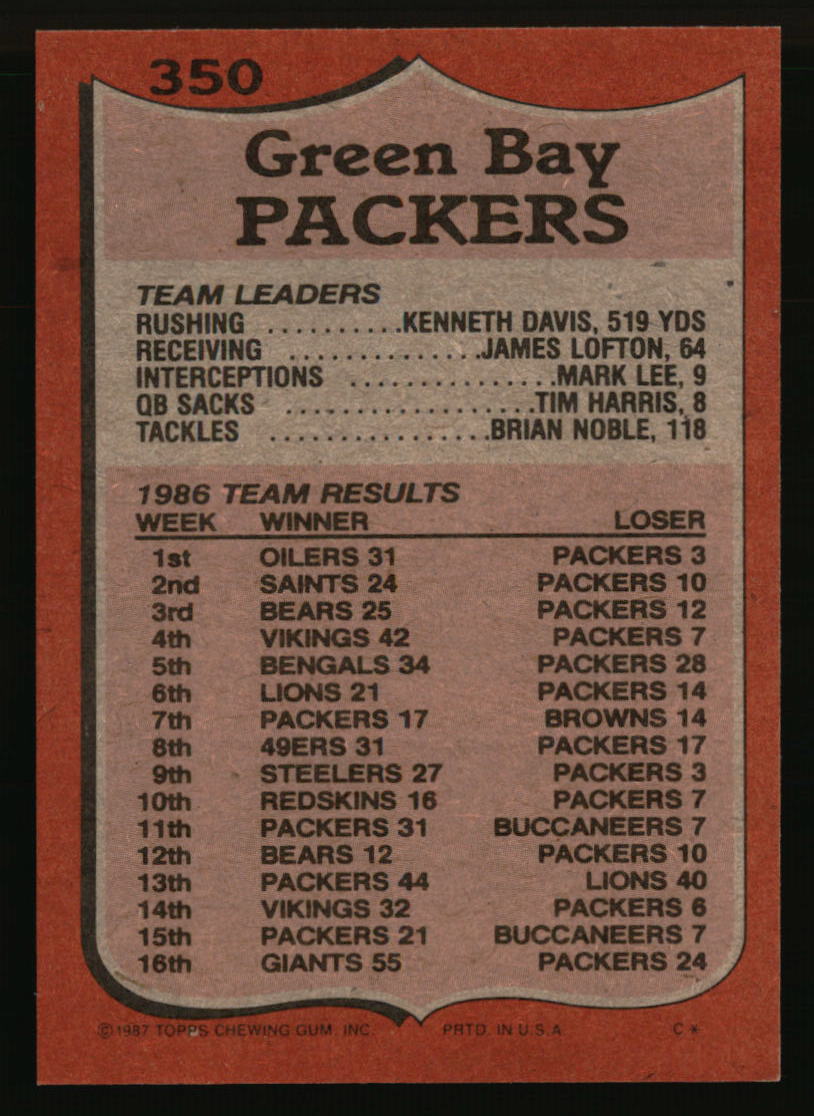 350
Green Bay
PACKERS
TEAM LEADERS
RUSHING ..........KENNETH DAVIS, 519 YDS
RECEIVING ..............JAMES LOFTON, 64
INTERCEPTIONS ...............MARK LEE, 9
QB SACKS ..................TIM HARRIS, 8
TACKLES ................BRIAN NOBLE, 118
1986 TEAM RESULTS
WEEK WINNER LOSER
1st OILERS 31 PACKERS 3
2nd SAINTS 24 PACKERS 10
3rd BEARS 25 PACKERS 12
4th VIKINGS 42 PACKERS 7
5th BENGALS 34 PACKERS 28
6th LIONS 21 PACKERS 14
7th PACKERS 17 BROWNS 14
8th 49ERS 31 PACKERS 17
9th STEELERS 27 PACKERS 3
10th REDSKINS 16 PACKERS 7
11th PACKERS 31 BUCCANEERS 7
12th BEARS 12 PACKERS 10
13th PACKERS 44 LIONS 40
14th VIKINGS 32 PACKERS 6
15th PACKERS 21 BUCCANEERS 7
16th GIANTS 55 PACKERS 24
©1987 TOPPS CHEWING GUM, INC. PRTD. IN U.S.A. C*